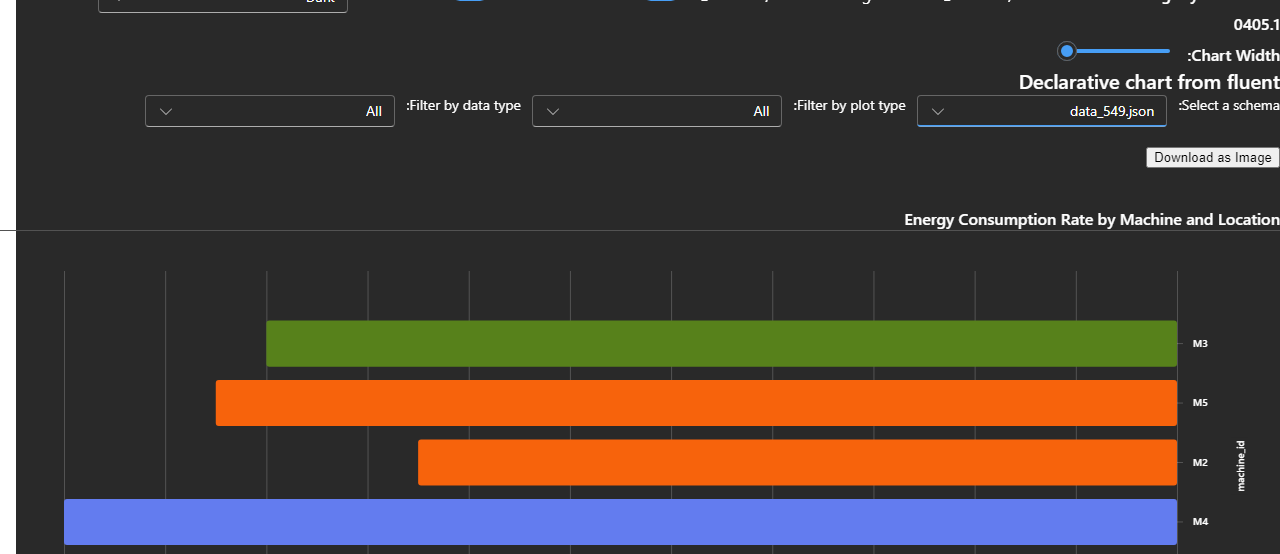 0405.1
:Chart Width
Declarative chart from fluent
:Select a schema
data_549.json
:Filter by plot type
All
:Filter by data type
All
Download as Image
Energy Consumption Rate by Machine and Location
M3
M5
M2
M4
machine_id